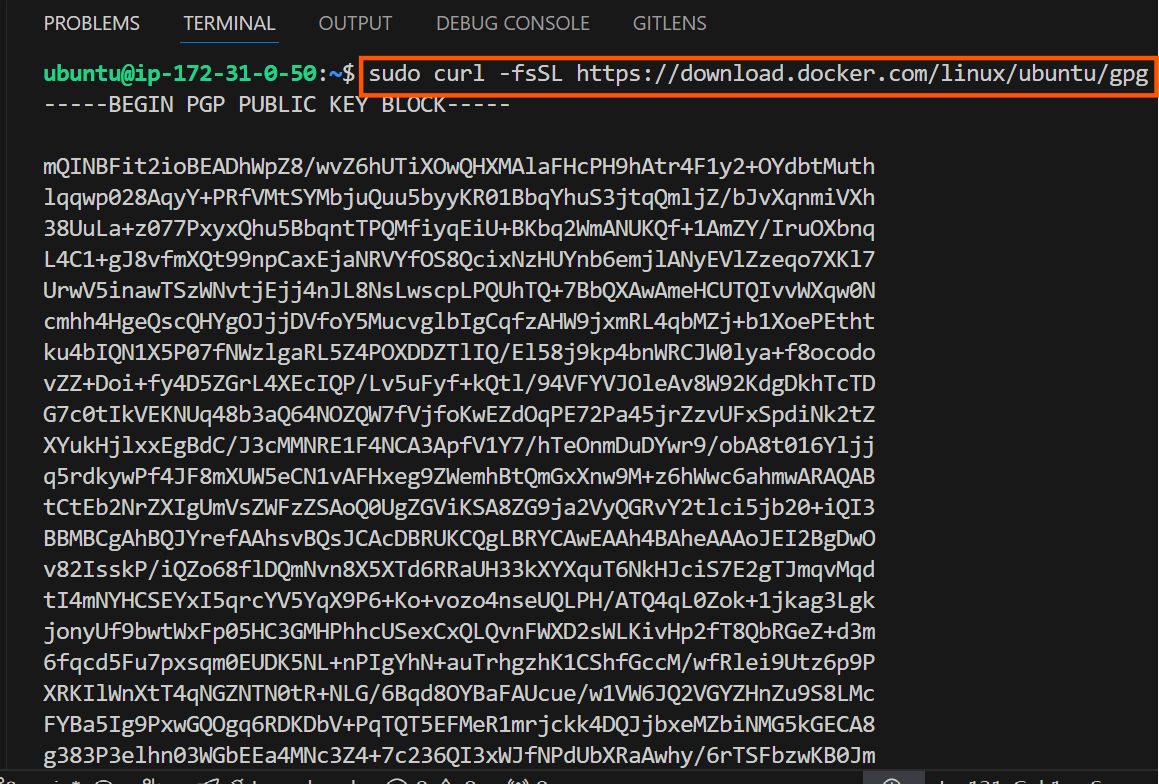 PROBLEMS TERMINAL OUTPUT DEBUG CONSOLE GITLENS
ubuntu@ip-172-31-0-50:~$ sudo curl -fsSL https://download.docker.com/linux/ubuntu/gpg
-----BEGIN PGP PUBLIC KEY BLOCK-----
mQINBFit2ioBEADhWpZ8/wvZ6hUTiXOwQHXMAlaFHcPH9hAtr4F1y2+OYdbtMuth
lqqwp028AqyY+PRfVMtSYMbjuQuu5byyKR01BbqYhuS3jtqQmljZ/bJvXqnmiVXh
38UuLa+z077PxyxQhu5BbqntTPQMfiyqEiU+BKbq2WmANUKQf+1AmZY/IruOXbnq
L4C1+gJ8vfmXQt99npCaxEjaNRVYfOS8QcixNzHUYnb6emjlANyEVlZzeqo7XKl7
UrwV5inawTSzWNvtjEjj4nJL8NsLwscpLPQUhTQ+7BbQXAwAmeHCUTQIvvWXqw0N
cmhh4HgeQscQHYgOJjjDVfoY5MucvglbIgCqfzAHW9jxmRL4qbMZj+b1XoePEtht
ku4bIQN1X5P07fNWzlgaRL5Z4POXDDZTlIQ/El58j9kp4bnWRCJW0lya+f8ocodo
vZZ+Doi+fy4D5ZGrL4XEcIQP/Lv5uFyf+kQtl/94VFYVJOleAv8W92KdgDkhTcTD
G7c0tIkVEKNUq48b3aQ64NOZQW7fVjfoKwEZdOqPE72Pa45jrZzvUFxSpdiNk2tZ
XYukHjlxxEgBdC/J3cMMNRE1F4NCA3ApfV1Y7/hTeOnmDuDYwr9/obA8t016Yljj
q5rdkywPf4JF8mXUW5eCN1vAFHxeg9ZWemhBtQmGxXnw9M+z6hWwc6ahmwARAQAB
tCtEb2NrZXIgUmVsZWFzZSAoQ0UgZGViKSA8ZG9ja2VyQGRvY2tlci5jb20+iQI3
BBMBCgAhBQJYrefAAhsvBQsJCAcDBRUKCQgLBRYCAwEAAh4BAheAAAoJEI2BgDwO
v82IsskP/iQZo68flDQmNvn8X5XTd6RRaUH33kXYXquT6NkHJciS7E2gTJmqvMqd
tI4mNYHCSEYxI5qrcYV5YqX9P6+Ko+vozo4nseUQLPH/ATQ4qL0Zok+1jkag3Lgk
jonyUf9bwtWxFp05HC3GMHPhhcUSexCxQLQvnFWXD2sWLKivHp2fT8QbRGeZ+d3m
6fqcd5Fu7pxsqm0EUDK5NL+nPIgYhN+auTrhgzhK1CShfGccM/wfRlei9Utz6p9P
XRKIlWnXtT4qNGZNTN0tR+NLG/6Bqd8OYBaFAUcue/w1VW6JQ2VGYZHnZu9S8LMc
FYBa5Ig9PxwGQOgq6RDKDbV+PqTQT5EFMeR1mrjckk4DQJjbxeMZbiNMG5kGECA8
g383P3elhn03WGbEEa4MNc3Z4+7c236QI3xWJfNPdUbXRaAwhy/6rTSFbzwKB0Jm